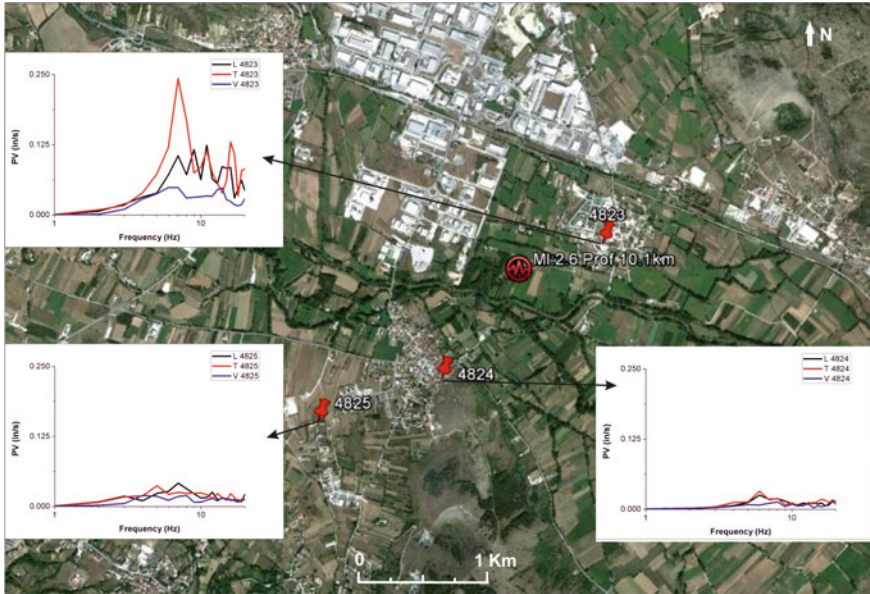 N
L 4823
T 4823
V 4823
0.250
0.125
0.000
PV (in/s)
1
10
Frequency (Hz)
4823
Ml-2.6 Prof 10.1km
L 4825
T 4825
V 4825
0.250
0.125
0.000
PV (in/s)
1
10
Frequency (Hz)
4824
4825
L 4824
T 4824
V 4824
0.250
0.125
0.000
PV (in/s)
1
10
Frequency (Hz)
0
1 Km